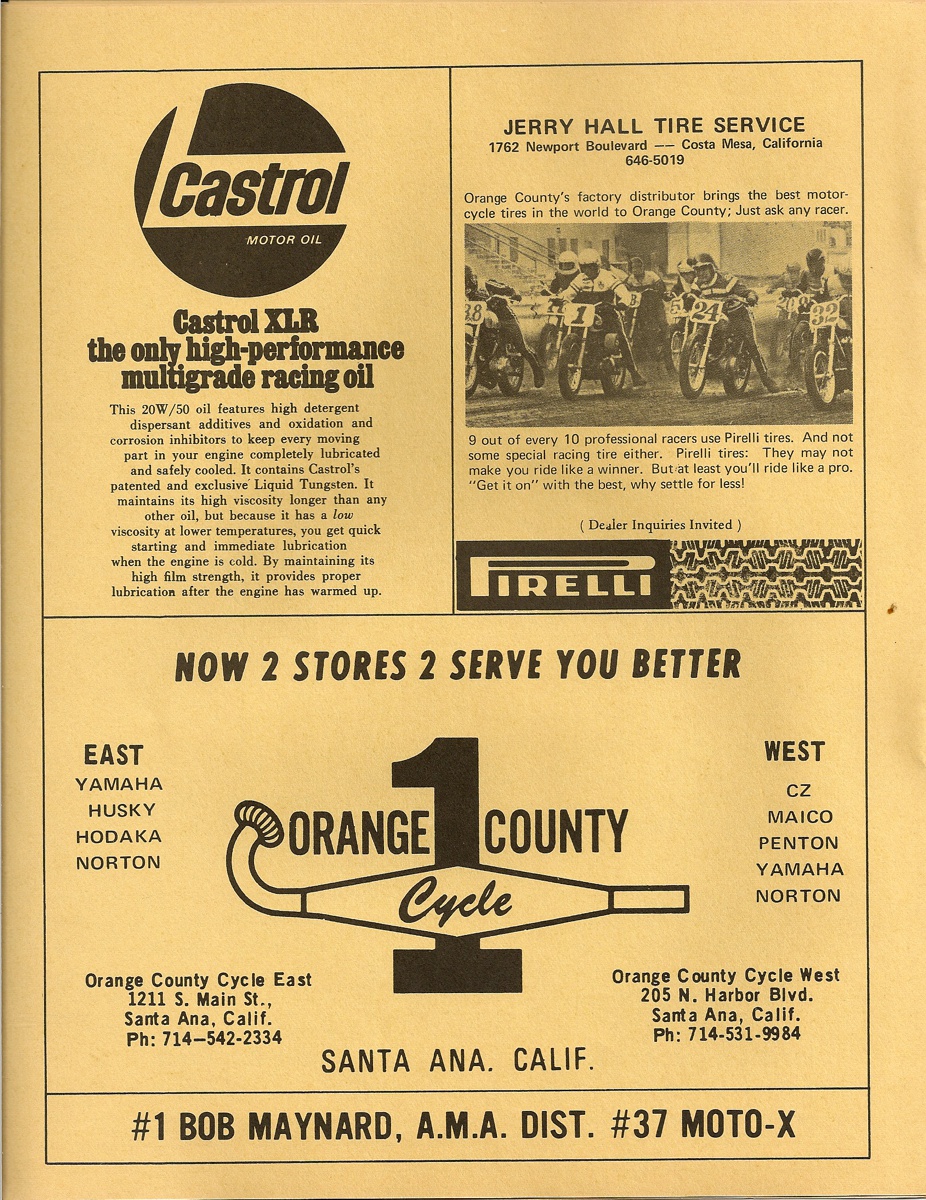 Castrol
MOTOR OIL
Castrol XLR
the only high-performance
multigrade racing oil
This 20W/50 oil features high detergent
dispersant additives and oxidation and
corrosion inhibitors to keep every moving
part in your engine completely lubricated
and safely cooled. It contains Castrol's
patented and exclusive Liquid Tungsten. It
maintains its high viscosity longer than any
other oil, but because it has a low
viscosity at lower temperatures, you get quick
starting and immediate lubrication
when the engine is cold. By maintaining its
high film strength, it provides proper
lubrication after the engine has warmed up.
JERRY HALL TIRE SERVICE
1762 Newport Boulevard —— Costa Mesa, California
646-5019
Orange County's factory distributor brings the best motor-
cycle tires in the world to Orange County; Just ask any racer.
1
24
32
9 out of every 10 professional racers use Pirelli tires. And not
some special racing tire either. Pirelli tires: They may not
make you ride like a winner. But at least you'll ride like a pro.
"Get it on" with the best, why settle for less!
( Dealer Inquiries Invited )
PIRELLI
NOW 2 STORES 2 SERVE YOU BETTER
EAST
YAMAHA
HUSKY
HODAKA
NORTON
1
ORANGE COUNTY
Cycle
WEST
CZ
MAICO
PENTON
YAMAHA
NORTON
Orange County Cycle East
1211 S. Main St.,
Santa Ana, Calif.
Ph: 714—542-2334
Orange County Cycle West
205 N. Harbor Blvd.
Santa Ana, Calif.
Ph: 714-531-9984
SANTA ANA. CALIF.
#1 BOB MAYNARD, A.M.A. DIST. #37 MOTO-X